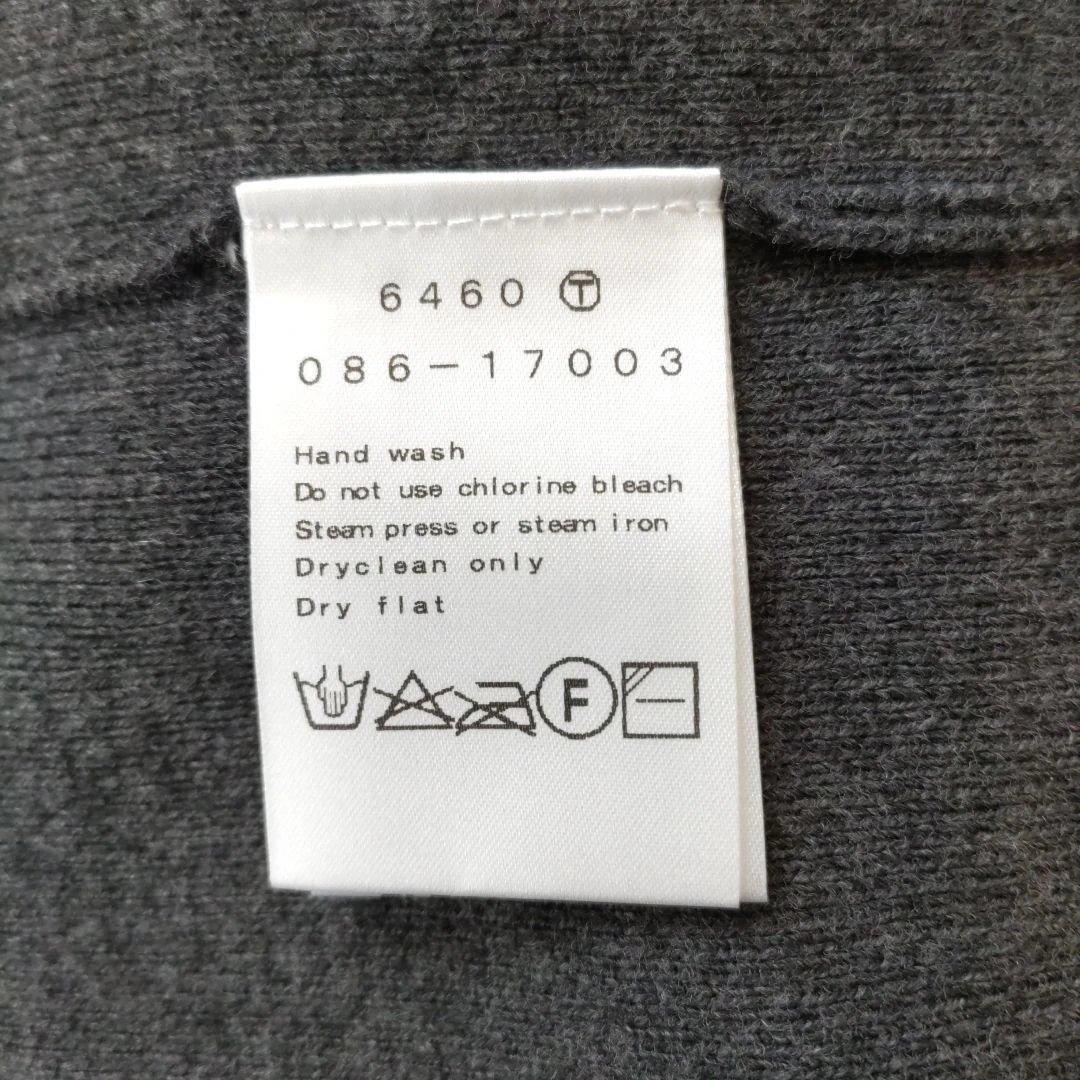 6460 Ⓣ
086-17003
Hand wash
Do not use chlorine bleach
Steam press or steam iron
Dryclean only
Dry flat
F